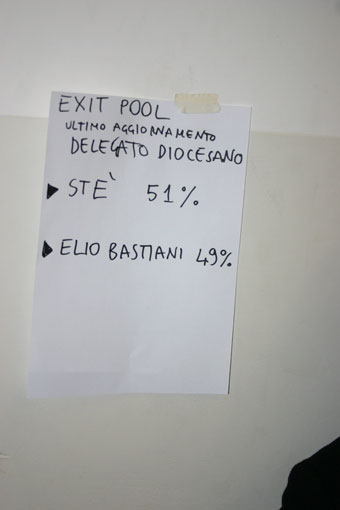 EXIT POOL
ULTIMO AGGIORNAMENTO
DELEGATO DIOCESANO
STE` 51%
ELIO BASTIANI 49%